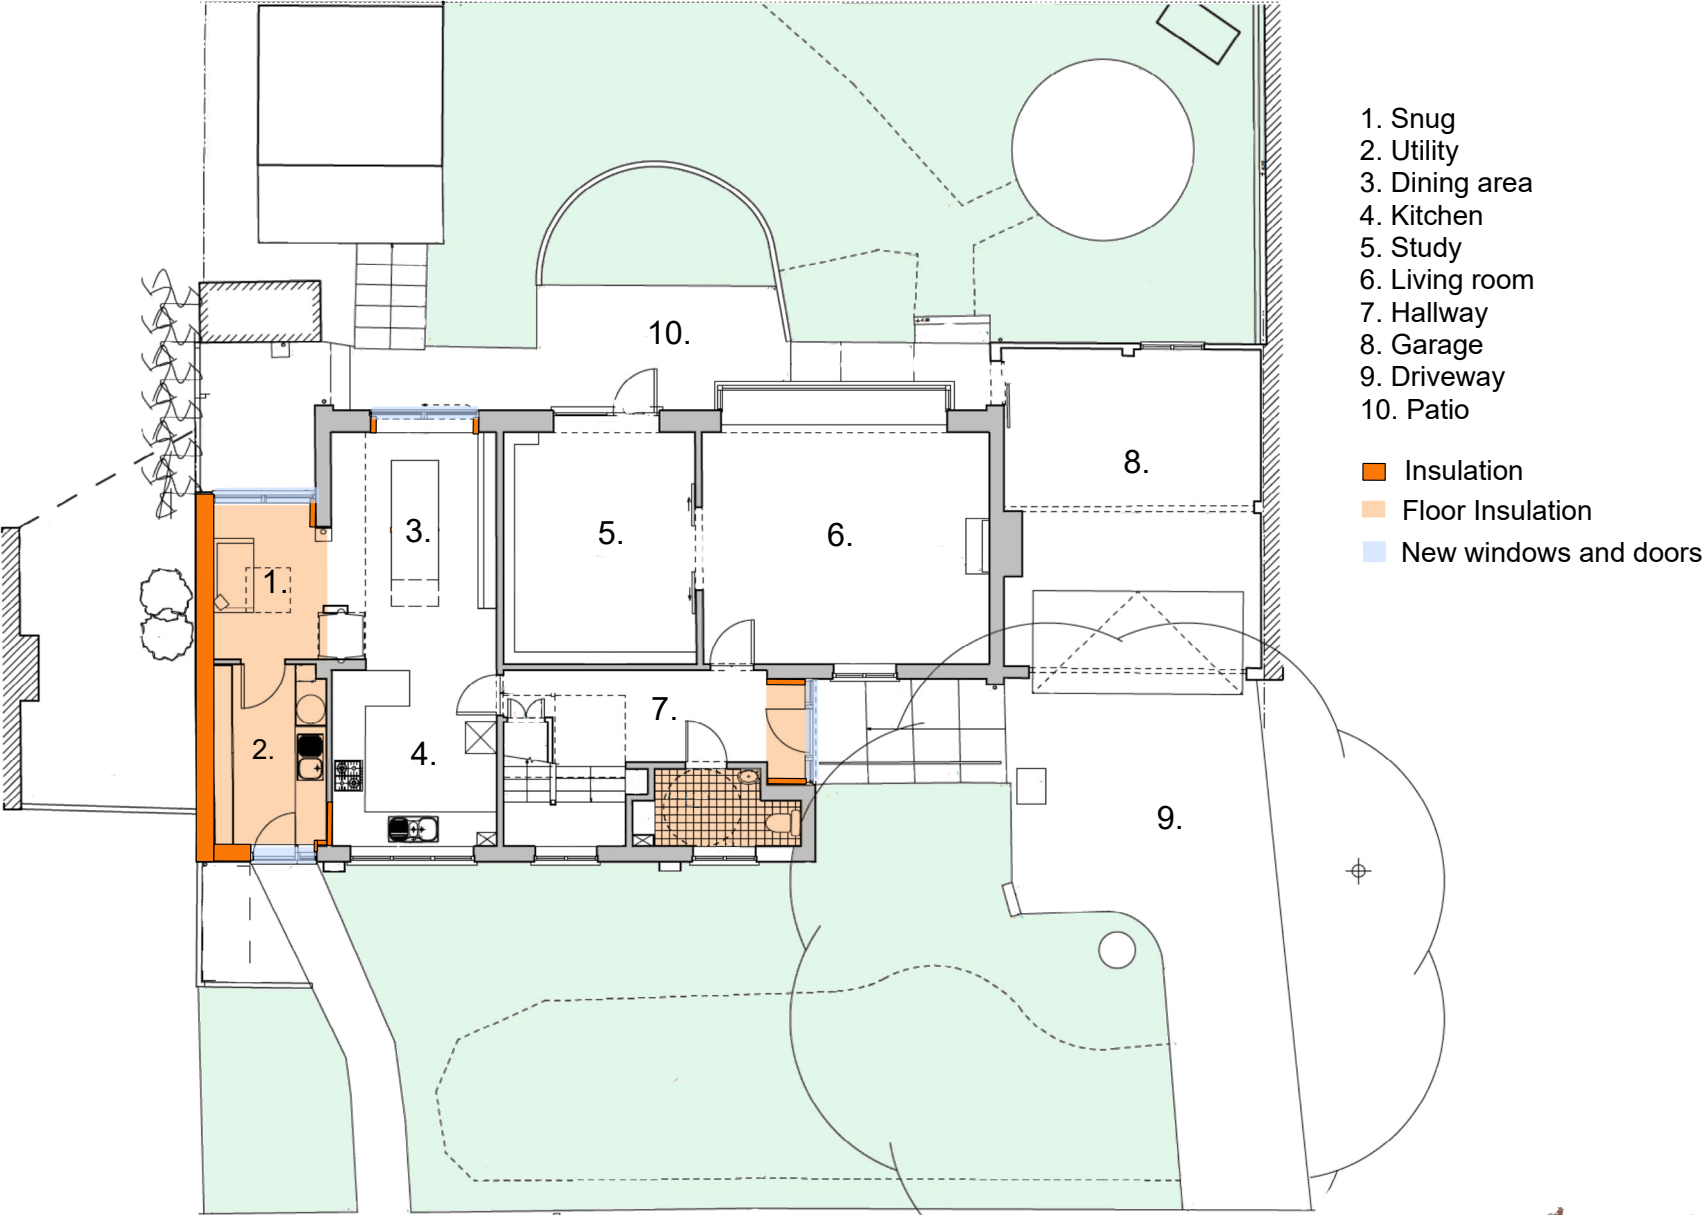 10.
8.
3.
5.
6.
1.
7.
2.
4.
9.
1. Snug
2. Utility
3. Dining area
4. Kitchen
5. Study
6. Living room
7. Hallway
8. Garage
9. Driveway
10. Patio
Insulation
Floor Insulation
New windows and doors